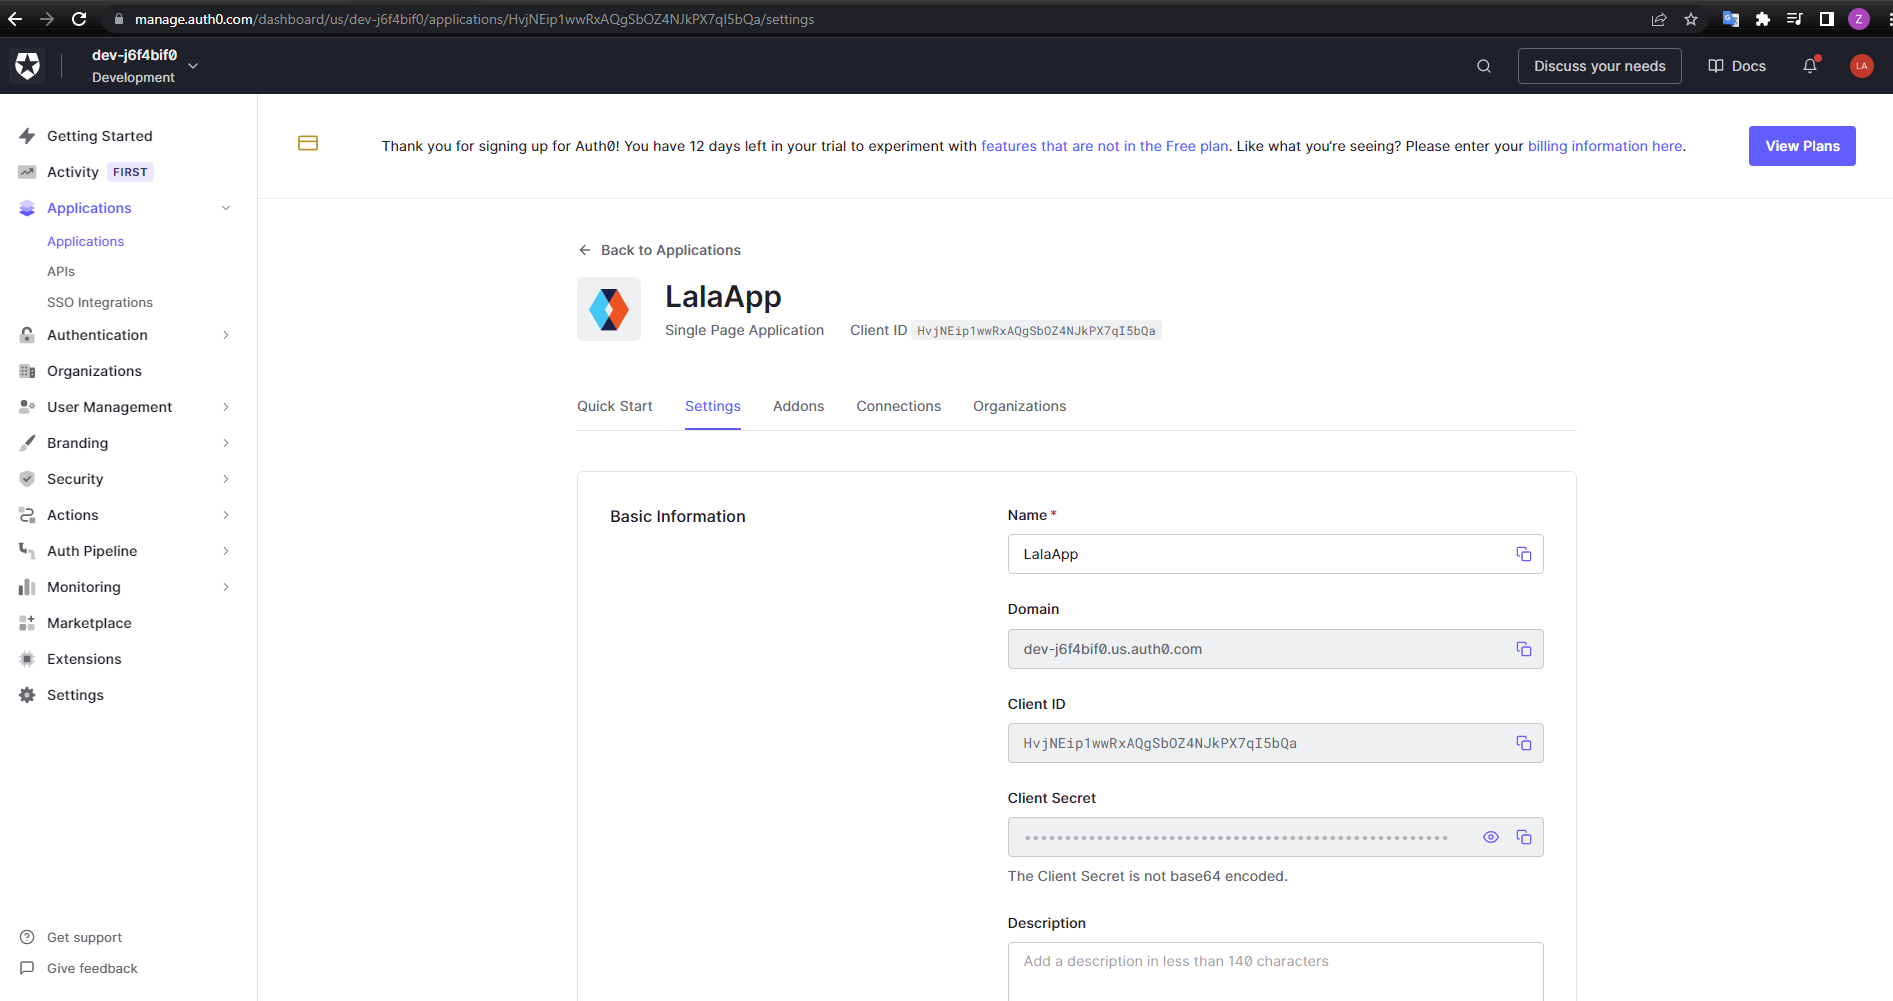 manage.auth0.com/dashboard/us/dev-j6f4bif0/applications/HvjNEip1wwRxAQgSbOZ4NJkPX7qI5bQa/settings
Z
dev-j6f4bif0
Development
Discuss your needs
Docs
LA
Getting Started
Activity FIRST
Applications
Applications
APIs
SSO Integrations
Authentication
Organizations
User Management
Branding
Security
Actions
Auth Pipeline
Monitoring
Marketplace
Extensions
Settings
Get support
Give feedback
Thank you for signing up for Auth0! You have 12 days left in your trial to experiment with features that are not in the Free plan. Like what you're seeing? Please enter your billing information here.
View Plans
Back to Applications
LalaApp
Single Page Application Client ID HvjNEip1wwRxAQgSbOZ4NJkPX7qI5bQa
Quick Start Settings Addons Connections Organizations
Basic Information
Name *
LalaApp
Domain
dev-j6f4bif0.us.auth0.com
Client ID
HvjNEip1wwRxAQgSbOZ4NJkPX7qI5bQa
Client Secret
The Client Secret is not base64 encoded.
Description
Add a description in less than 140 characters